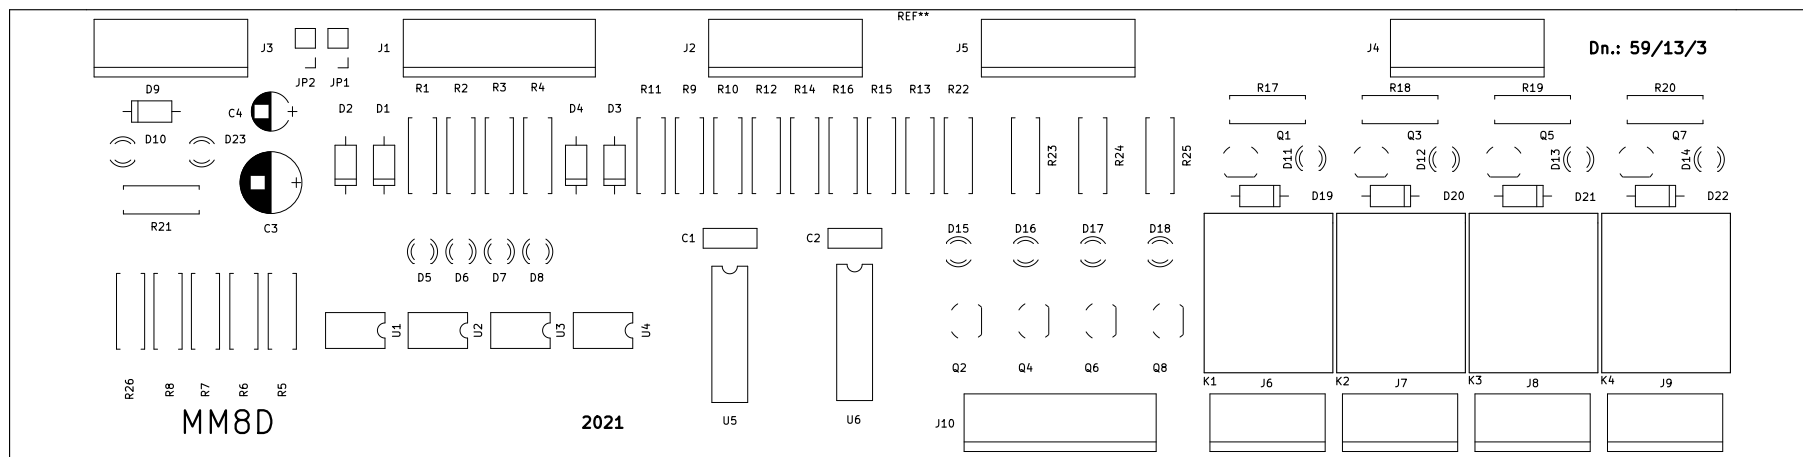 REF**
J3
J1
J2
J5
J4
Dn.: 59/13/3
JP2
JP1
D9
R1
R2
R3
R4
R11
R9
R10
R12
R14
R16
R15
R13
R22
R17
R18
R19
R20
C4
D2
D1
D4
D3
D10
D23
Q1
Q3
Q5
Q7
R23
R24
R25
D11
D12
D13
D14
D19
D20
D21
D22
R21
C3
C1
C2
D15
D16
D17
D18
D5
D6
D7
D8
U1
U2
U3
U4
Q2
Q4
Q6
Q8
R26
R8
R7
R6
R5
K1
J6
K2
J7
K3
J8
K4
J9
MM8D
2021
U5
U6
J10